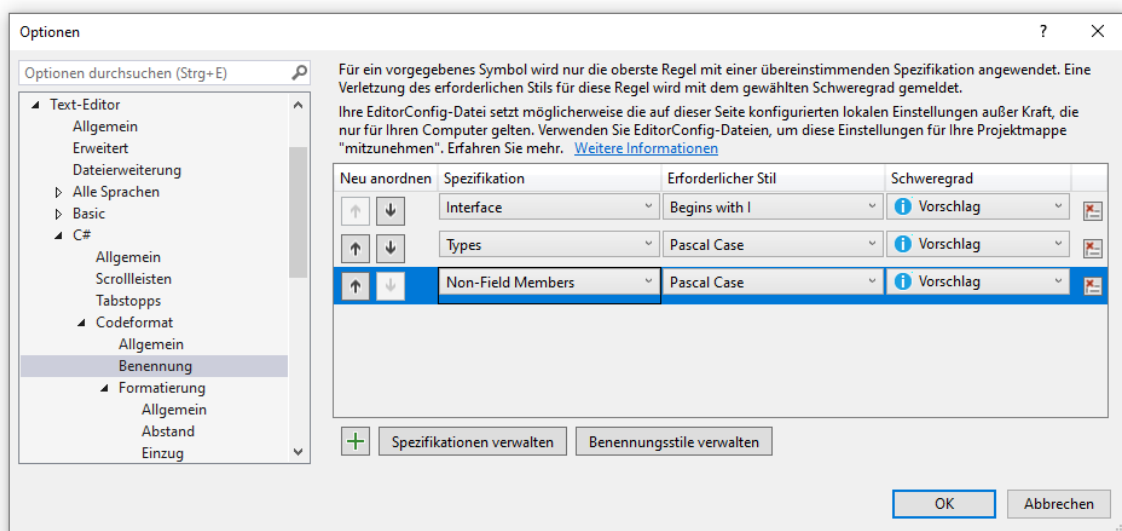 Optionen
?
Optionen durchsuchen (Strg+E)
Text-Editor
Allgemein
Erweitert
Dateierweiterung
Alle Sprachen
Basic
C#
Allgemein
Scrollleisten
Tabstopps
Codeformat
Allgemein
Benennung
Formatierung
Allgemein
Abstand
Einzug
Für ein vorgegebenes Symbol wird nur die oberste Regel mit einer übereinstimmenden Spezifikation angewendet. Eine
Verletzung des erforderlichen Stils für diese Regel wird mit dem gewählten Schweregrad gemeldet.
Ihre EditorConfig-Datei setzt möglicherweise die auf dieser Seite konfigurierten lokalen Einstellungen außer Kraft, die
nur für Ihren Computer gelten. Verwenden Sie EditorConfig-Dateien, um diese Einstellungen für Ihre Projektmappe
"mitzunehmen". Erfahren Sie mehr. Weitere Informationen
Neu anordnen Spezifikation Erforderlicher Stil Schweregrad
Interface Begins with I Vorschlag
Types Pascal Case Vorschlag
Non-Field Members Pascal Case Vorschlag
Spezifikationen verwalten Benennungsstile verwalten
OK Abbrechen